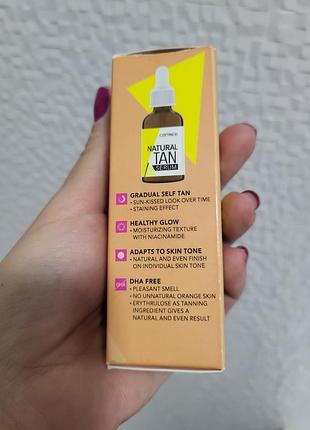 CATRICE
NATURAL
TAN
SERUM
GRADUAL SELF TAN
• SUN-KISSED LOOK OVER TIME
• STAINING EFFECT
HEALTHY GLOW
• MOISTURIZING TEXTURE
WITH NIACINAMIDE
ADAPTS TO SKIN TONE
• NATURAL AND EVEN FINISH
ON INDIVIDUAL SKIN TONE
DHA FREE
• PLEASANT SMELL
• NO UNNATURAL ORANGE SKIN
• ERYTHRULOSE AS TANNING
INGREDIENT GIVES A
NATURAL AND EVEN RESULT